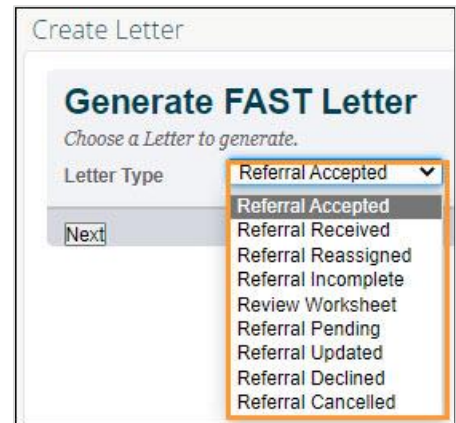 Create Letter
Generate FAST Letter
Choose a Letter to generate.
Letter Type Referral Accepted
Referral Accepted
Next
Referral Received
Referral Reassigned
Referral Incomplete
Review Worksheet
Referral Pending
Referral Updated
Referral Declined
Referral Cancelled